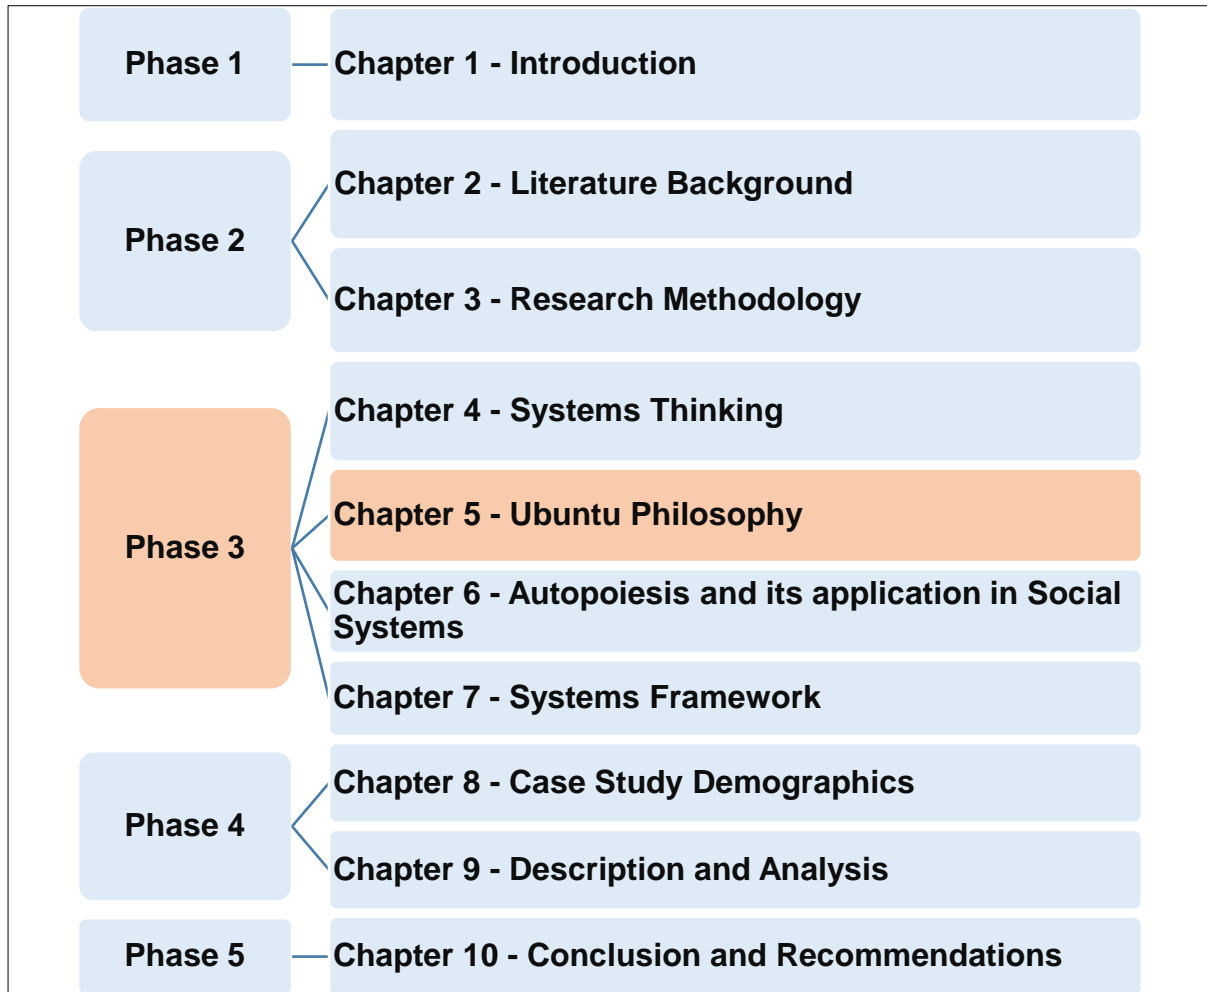 Phase 1
Chapter 1 - Introduction
Phase 2
Chapter 2 - Literature Background
Chapter 3 - Research Methodology
Phase 3
Chapter 4 - Systems Thinking
Chapter 5 - Ubuntu Philosophy
Chapter 6 - Autopoiesis and its application in Social
Systems
Chapter 7 - Systems Framework
Phase 4
Chapter 8 - Case Study Demographics
Chapter 9 - Description and Analysis
Phase 5
Chapter 10 - Conclusion and Recommendations